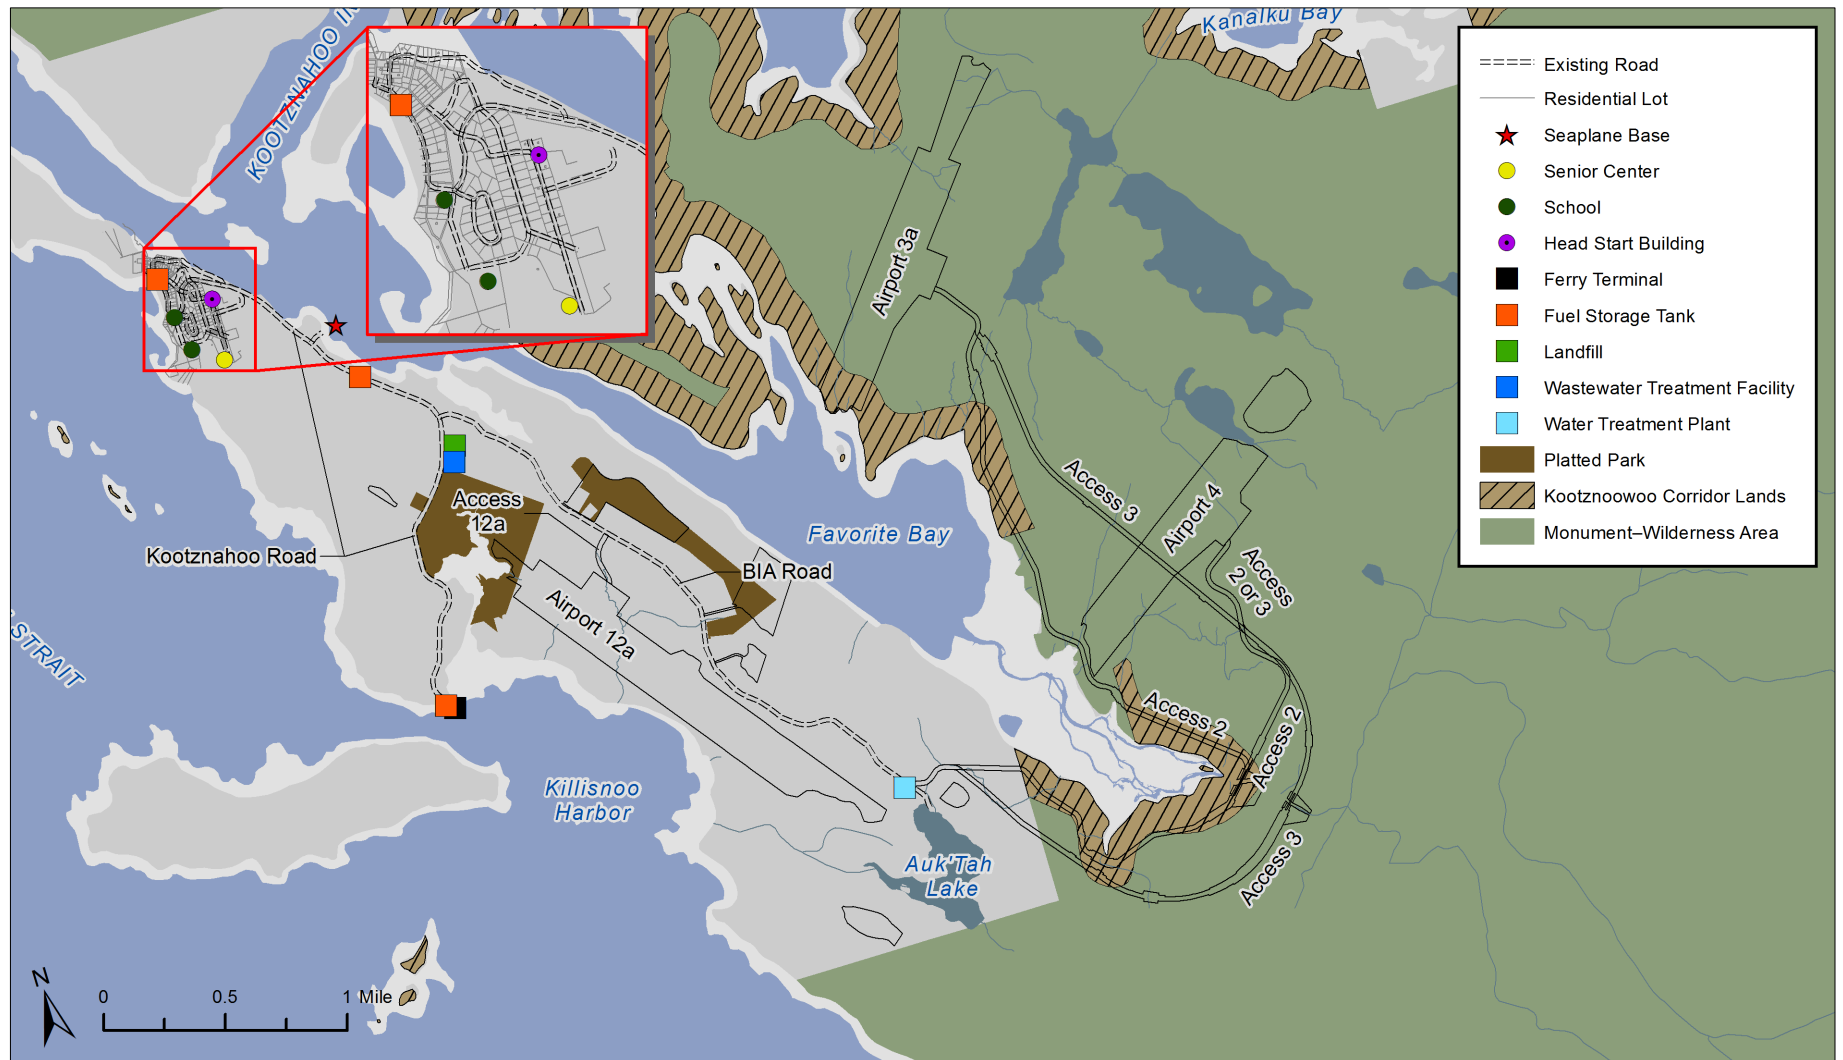 KOOTZNAHOO IN
Kanalku Bay
Existing Road
Residential Lot
Seaplane Base
Senior Center
School
Head Start Building
Ferry Terminal
Fuel Storage Tank
Landfill
Wastewater Treatment Facility
Water Treatment Plant
Platted Park
Kootznoowoo Corridor Lands
Monument–Wilderness Area
Airport 3a
Access 3
Airport 4
Access
12a
Favorite Bay
Kootznahoo Road
BIA Road
Access
2 or 3
Airport 12a
STRAIT
Access 2
Access 2
Killisnoo
Harbor
Auk'Tah
Lake
Access 3
N
0 0.5 1 Mile